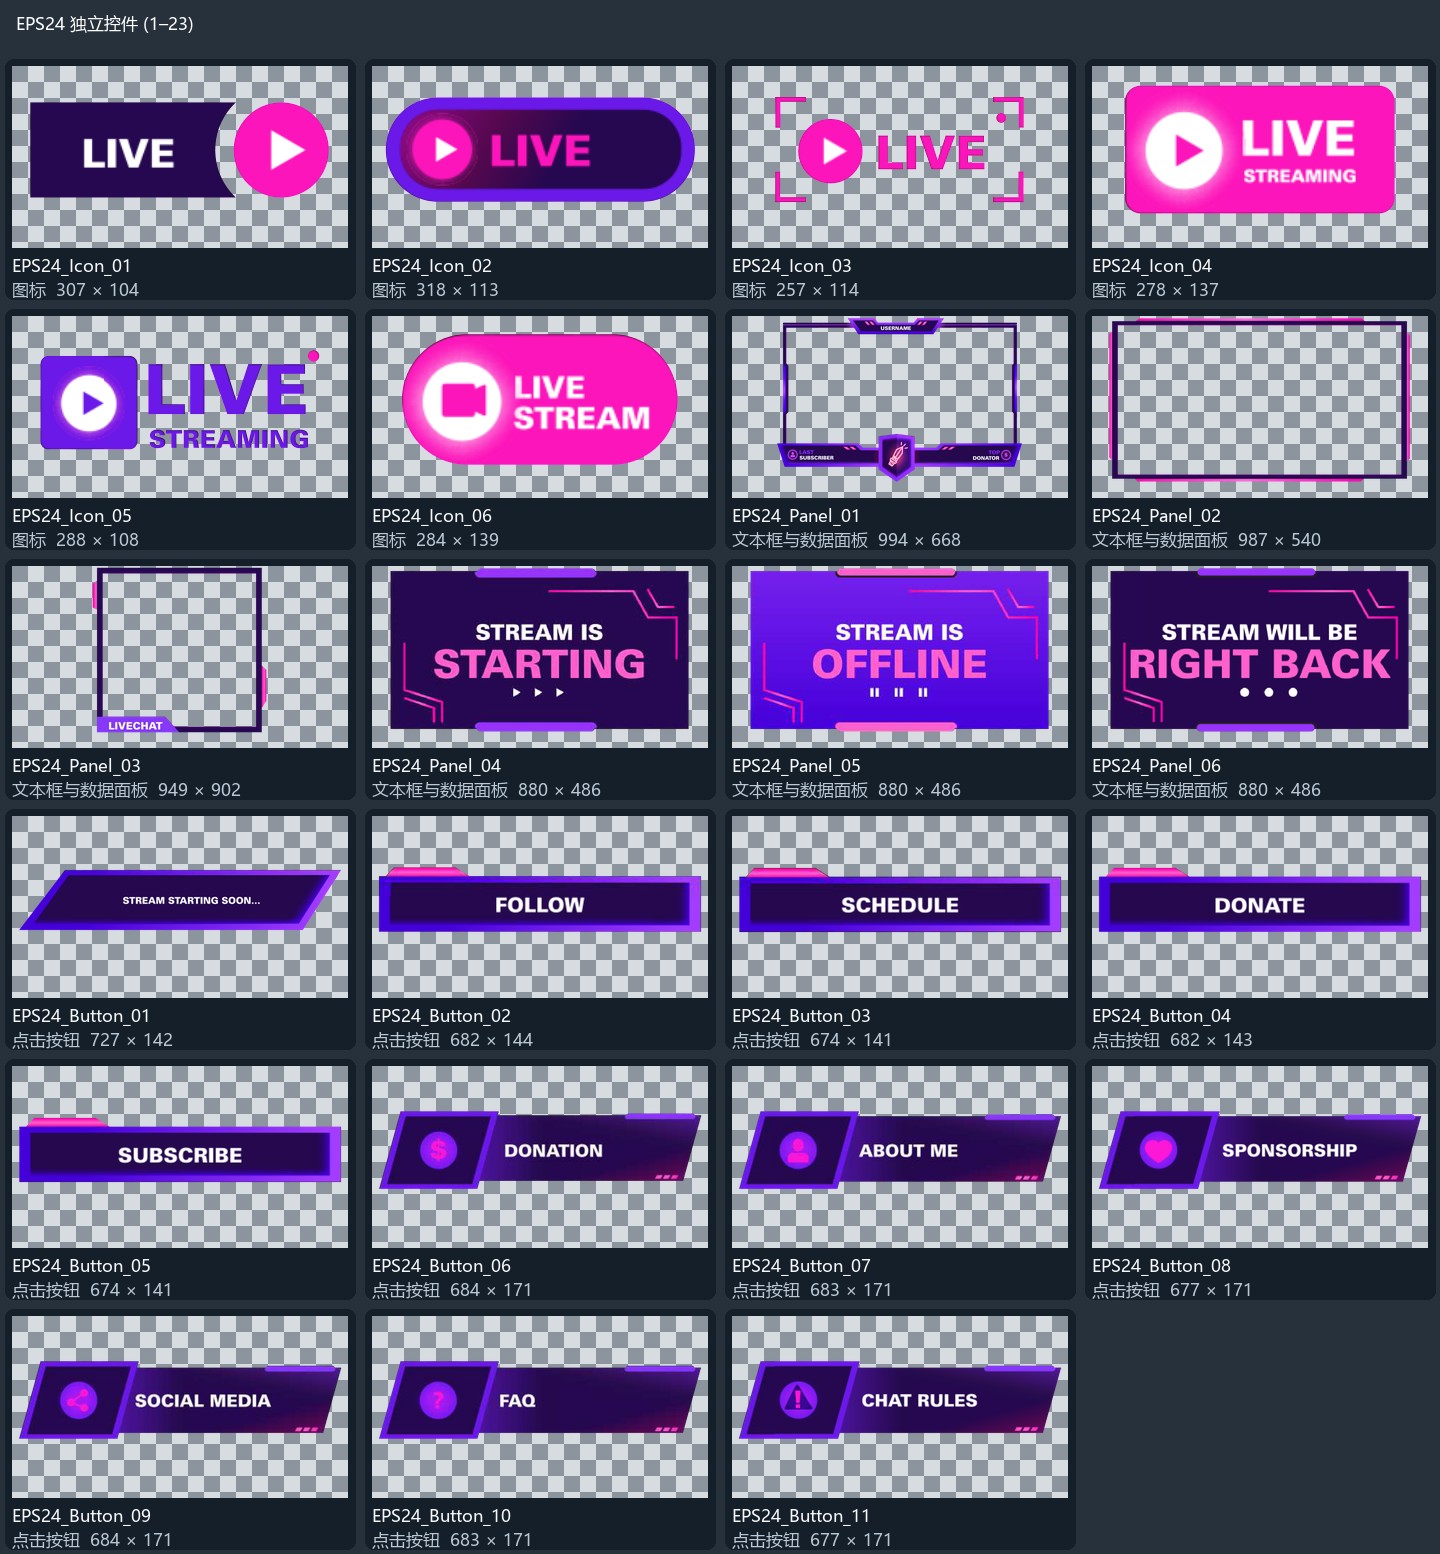 EPS24 独立控件 (1–23)
LIVE
EPS24_Icon_01
图标 307 × 104
LIVE
EPS24_Icon_02
图标 318 × 113
LIVE
EPS24_Icon_03
图标 257 × 114
LIVE
STREAMING
EPS24_Icon_04
图标 278 × 137
LIVE
STREAMING
EPS24_Icon_05
图标 288 × 108
LIVE
STREAM
EPS24_Icon_06
图标 284 × 139
USERNAME
LAST
SUBSCRIBER
TOP
DONATOR
EPS24_Panel_01
文本框与数据面板 994 × 668
EPS24_Panel_02
文本框与数据面板 987 × 540
LIVECHAT
EPS24_Panel_03
文本框与数据面板 949 × 902
STREAM IS
STARTING
EPS24_Panel_04
文本框与数据面板 880 × 486
STREAM IS
OFFLINE
EPS24_Panel_05
文本框与数据面板 880 × 486
STREAM WILL BE
RIGHT BACK
EPS24_Panel_06
文本框与数据面板 880 × 486
STREAM STARTING SOON...
EPS24_Button_01
点击按钮 727 × 142
FOLLOW
EPS24_Button_02
点击按钮 682 × 144
SCHEDULE
EPS24_Button_03
点击按钮 674 × 141
DONATE
EPS24_Button_04
点击按钮 682 × 143
SUBSCRIBE
EPS24_Button_05
点击按钮 674 × 141
$ DONATION
EPS24_Button_06
点击按钮 684 × 171
ABOUT ME
EPS24_Button_07
点击按钮 683 × 171
SPONSORSHIP
EPS24_Button_08
点击按钮 677 × 171
SOCIAL MEDIA
EPS24_Button_09
点击按钮 684 × 171
? FAQ
EPS24_Button_10
点击按钮 683 × 171
! CHAT RULES
EPS24_Button_11
点击按钮 677 × 171